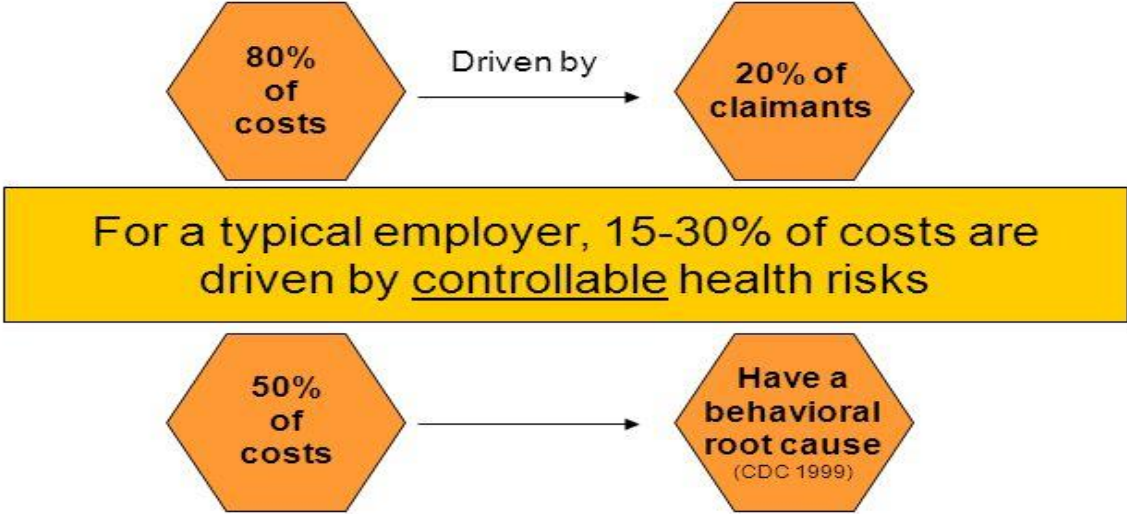 80%
of
costs
Driven by
20% of
claimants
For a typical employer, 15-30% of costs are
driven by controllable health risks
50%
of
costs
Have a
behavioral
root cause
(CDC 1999)